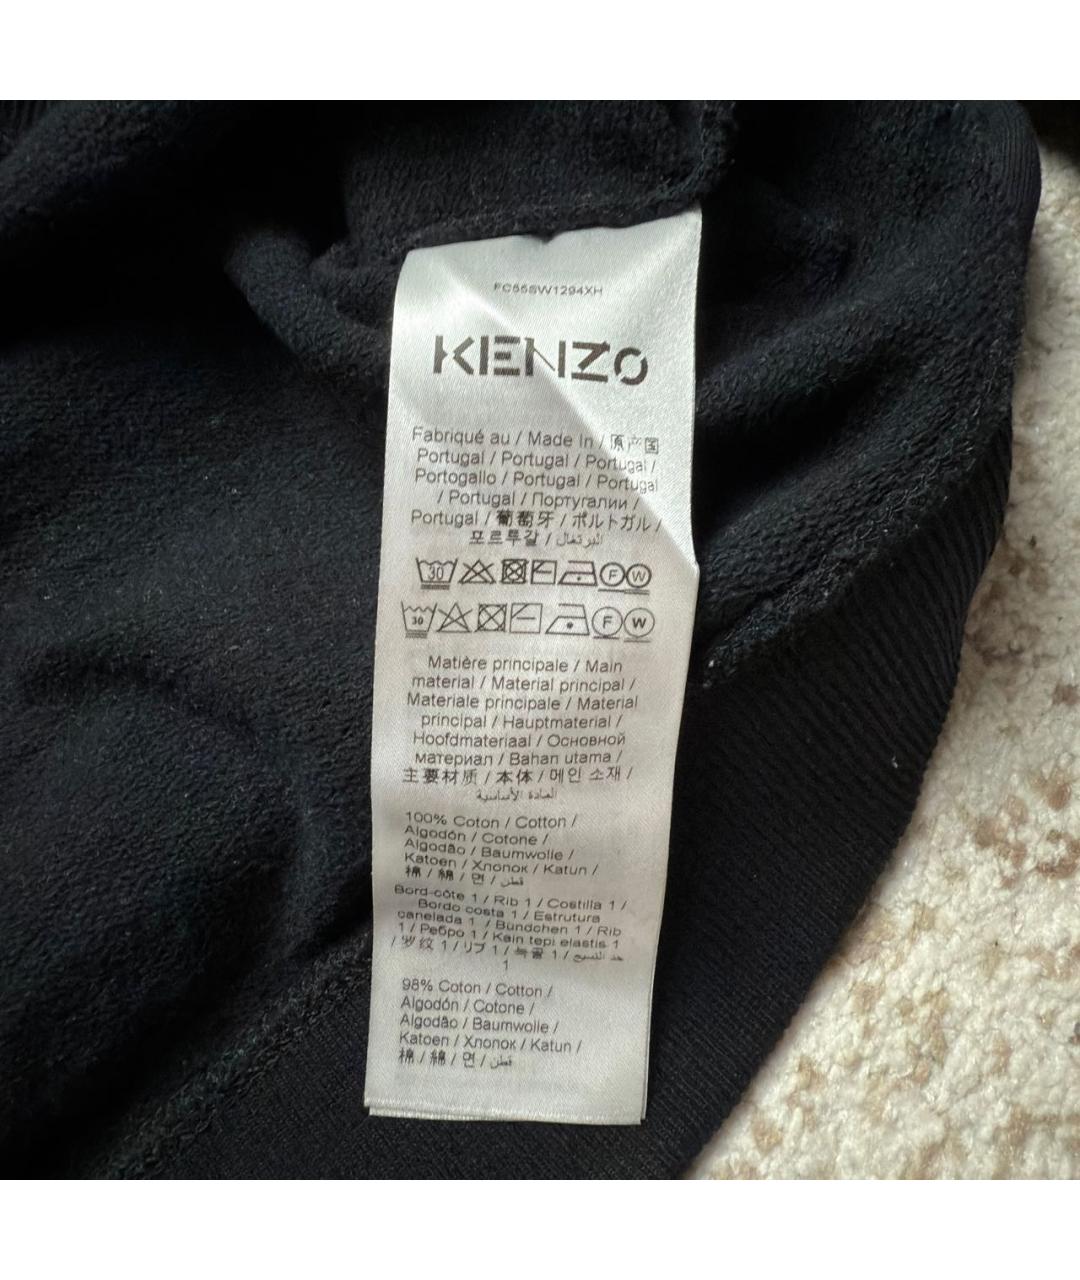 FC55SW1294XH
KENZO
Fabriqué au / Made In / 原产国
Portugal / Portugal / Portugal /
Portogallo / Portugal / Portugal
/ Portugal / Португалии /
Portugal / 葡萄牙 / ポルトガル /
포르투갈 / البرتغال
30 F W
30 F W
Matière principale / Main
material / Material principal /
Materiale principale / Material
principal / Hauptmaterial /
Hoofdmateriaal / Основной
материал / Bahan utama /
主要材质 / 本体 / 메인 소재 /
المادة الأساسية
100% Coton / Cotton /
Algodón / Cotone /
Algodão / Baumwolle /
Katoen / Хлопок / Katun /
棉 / 綿 / 면 / قطن
Bord-côte 1 / Rib 1 / Costilla 1 /
Bordo costa 1 / Estrutura
canelada 1 / Bündchen 1 / Rib
1 / Ребро 1 / Kain tepi elastis 1
/ 罗纹 1 / リブ 1 / 늑골 1 / حد النسيج
1
98% Coton / Cotton /
Algodón / Cotone /
Algodão / Baumwolle /
Katoen / Хлопок / Katun /
棉 / 綿 / 면 / قطن